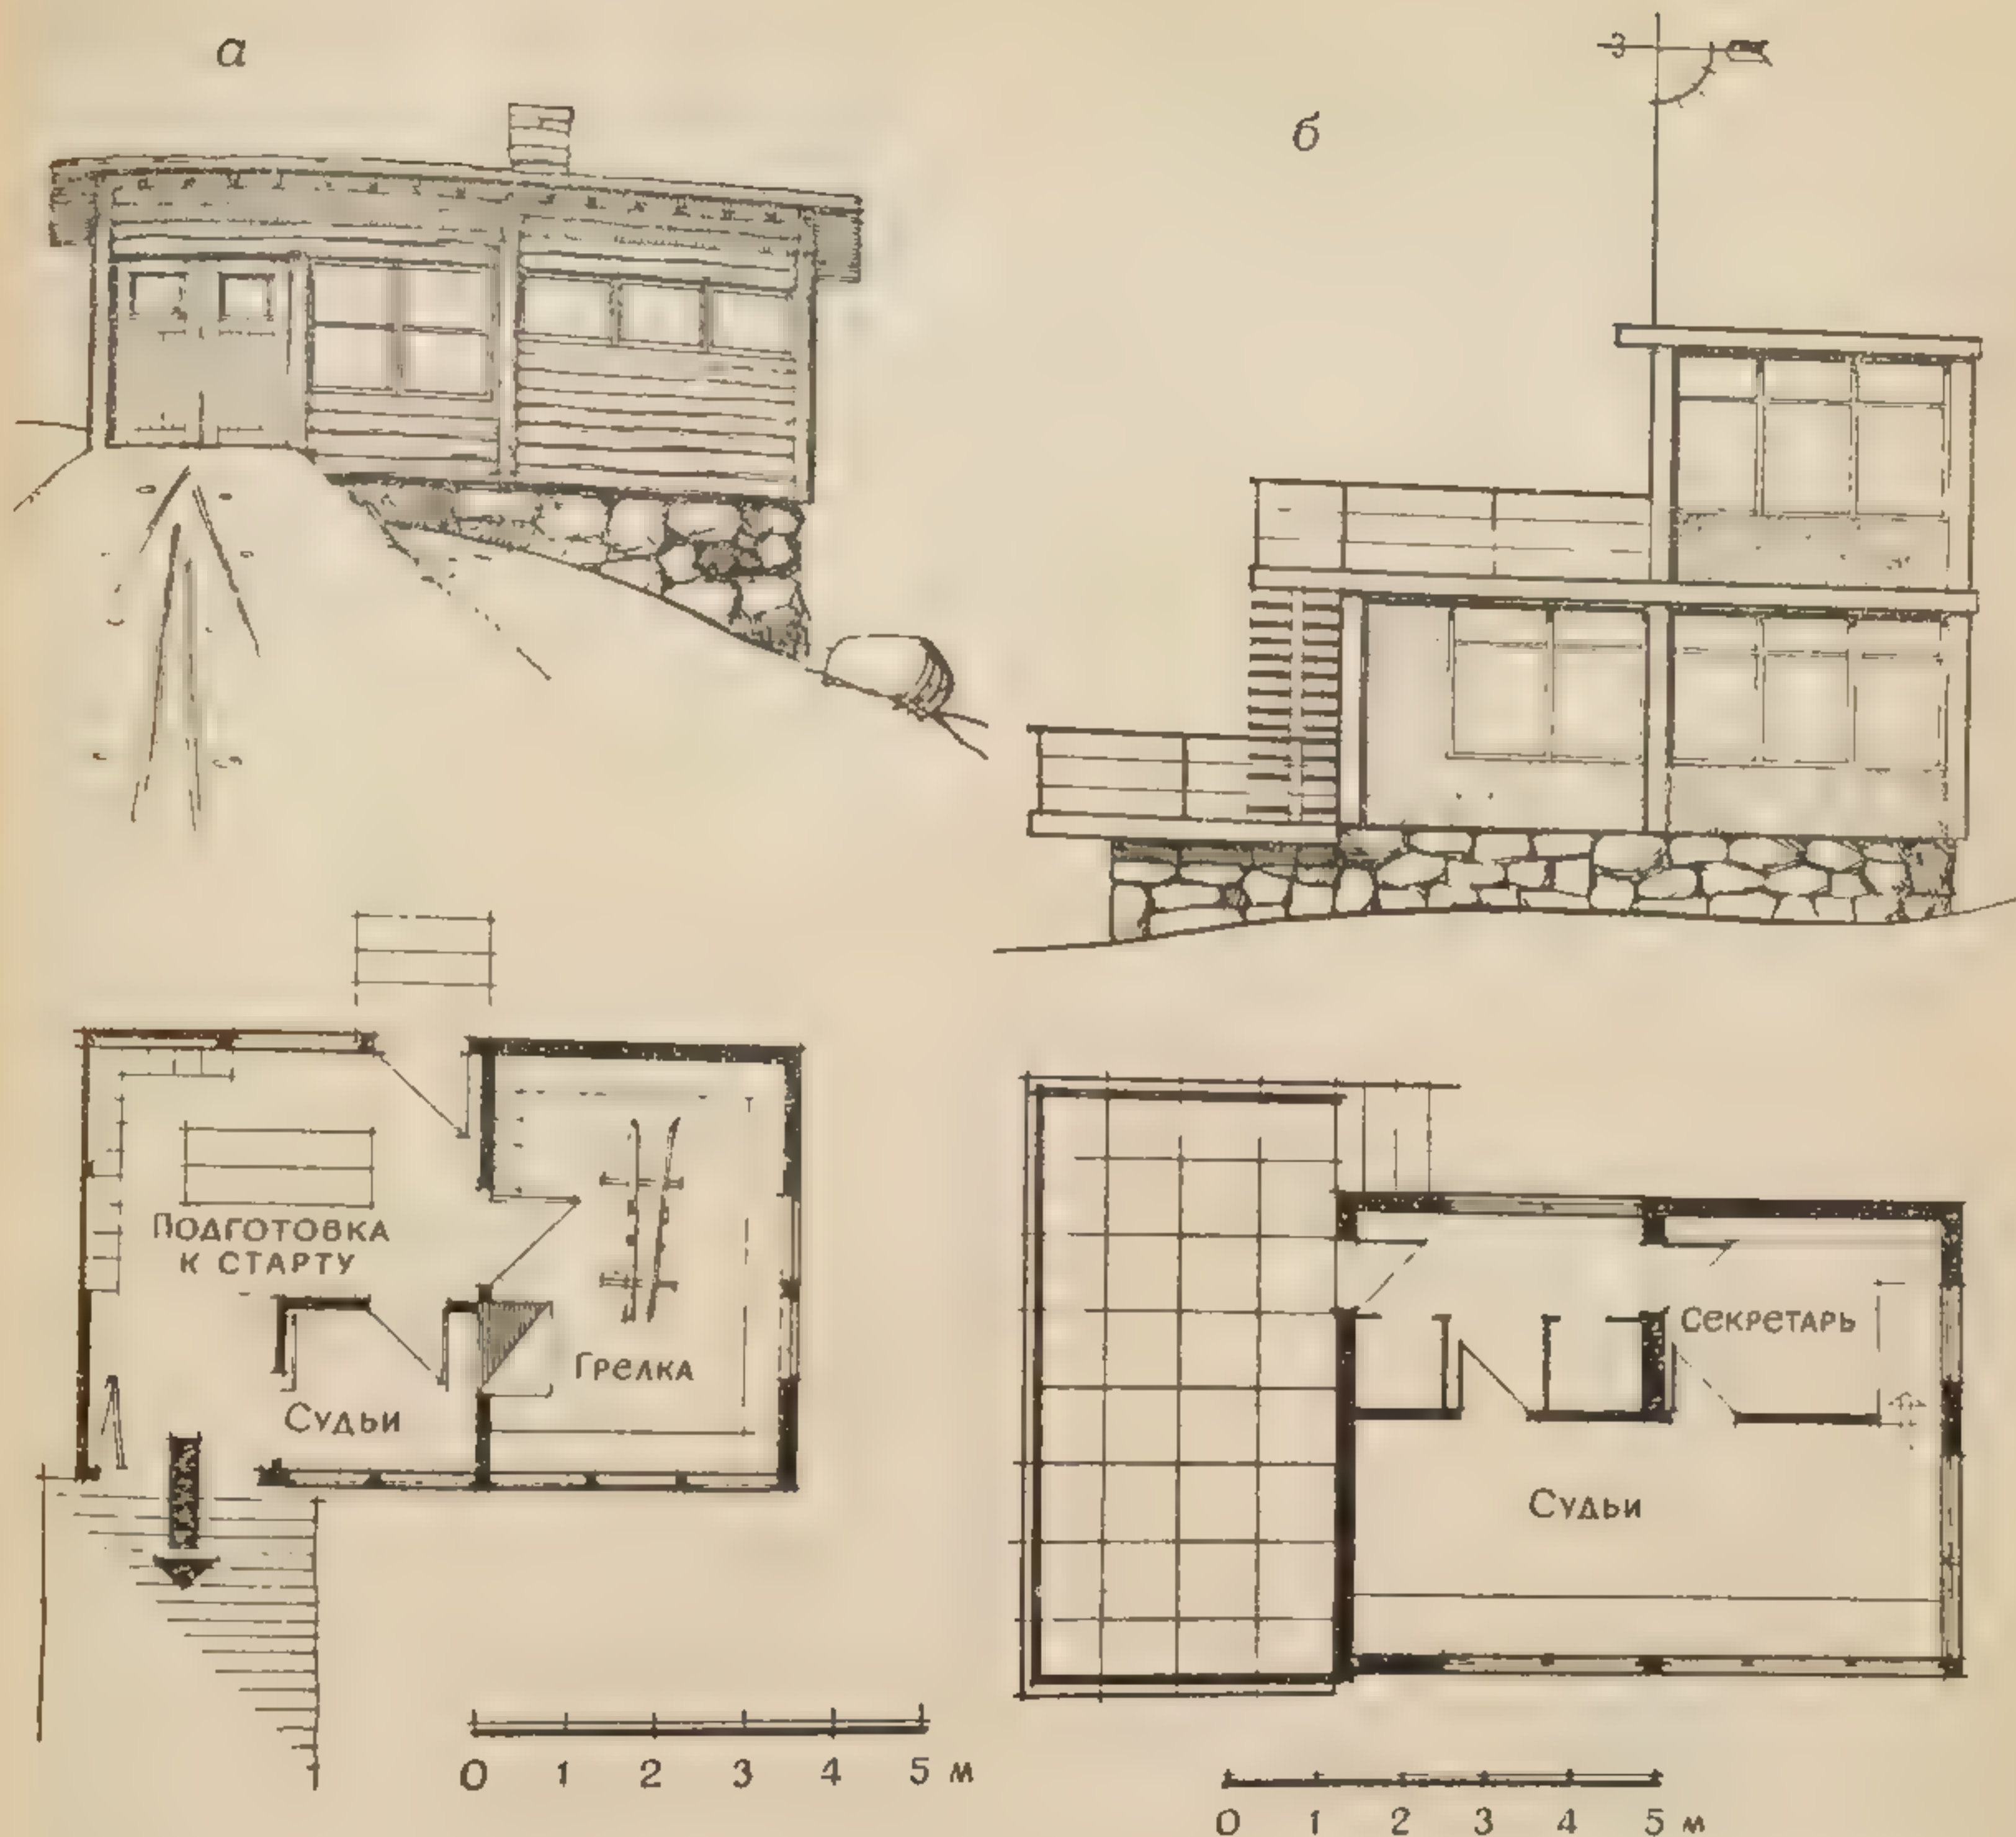 а
б
З
Подготовка
к старту
Грелка
Судьи
Секретарь
Судьи
0 1 2 3 4 5 м
0 1 2 3 4 5 м